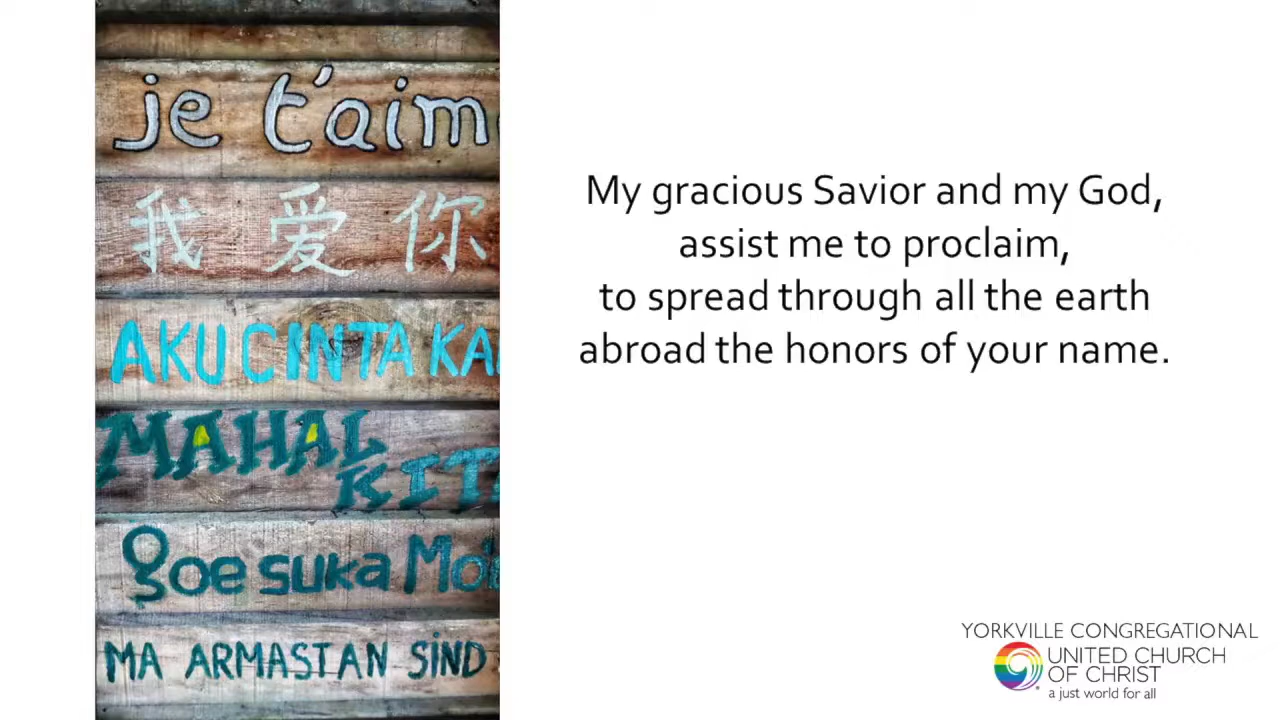 je t'aim
我爱你
AKU CINTA KA
MAHAL
KITA
goe suka Mo
MA ARMASTAN SIND
My gracious Savior and my God,
assist me to proclaim,
to spread through all the earth
abroad the honors of your name.
YORKVILLE CONGREGATIONAL
UNITED CHURCH
OF CHRIST
a just world for all